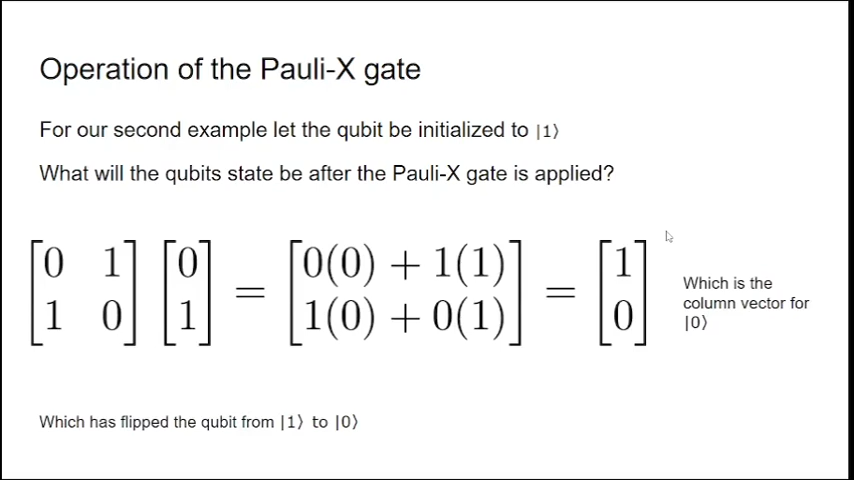 Operation of the Pauli-X gate
For our second example let the qubit be initialized to |1⟩
What will the qubits state be after the Pauli-X gate is applied?
[0 1] [0] = [0(0) + 1(1)] = [1]
[1 0] [1] [1(0) + 0(1)] [0]
Which is the
column vector for
|0⟩
Which has flipped the qubit from |1⟩ to |0⟩